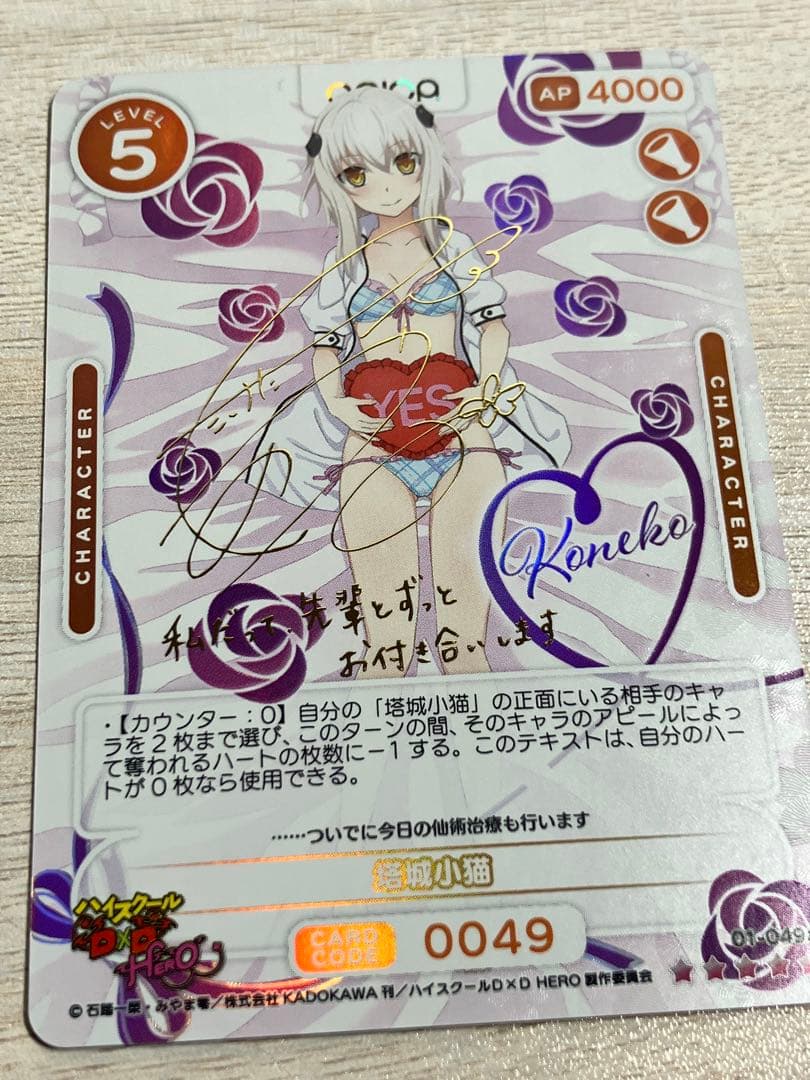 LEVEL
5
AP 4000
CHARACTER
CHARACTER
YES
Koneko
私だって、先輩とずっと
お付き合いします
・【カウンター：0】自分の「塔城小猫」の正面にいる相手のキャ
ラを2枚まで選び、このターンの間、そのキャラのアピールによっ
て奪われるハートの枚数に－1する。このテキストは、自分のハー
トが0枚なら使用できる。
……ついでに今日の仙術治療も行います
塔城小猫
ハイスクール
D×D
HERO
CARD
CODE
0049
01-049
©石踏一榮・みやま零／株式会社 KADOKAWA 刊／ハイスクールD×D HERO 製作委員会